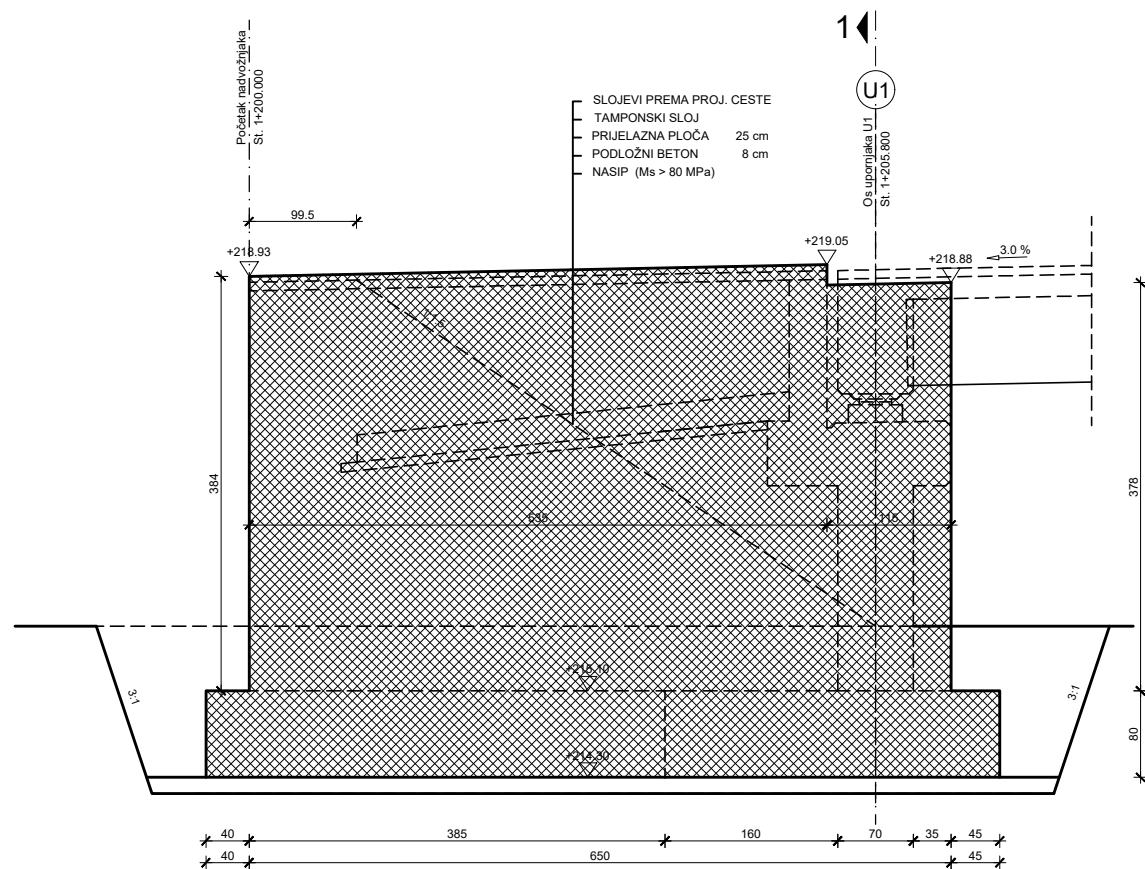 1
U1
Početak nadvožnjaka
St. 1+200.000
SLOJEVI PREMA PROJ. CESTE
TAMPONSKI SLOJ
PRIJELAZNA PLOČA 25 cm
PODLOŽNI BETON 8 cm
NASIP (Ms > 80 MPa)
Os upornjaka U1
St. 1+205.800
99.5
+218.93
+219.05
+218.88
3.0 %
1:1.5
384
378
535
115
3:1
3:1
+215.10
80
+214.30
40
385
160
70
35
45
40
650
45